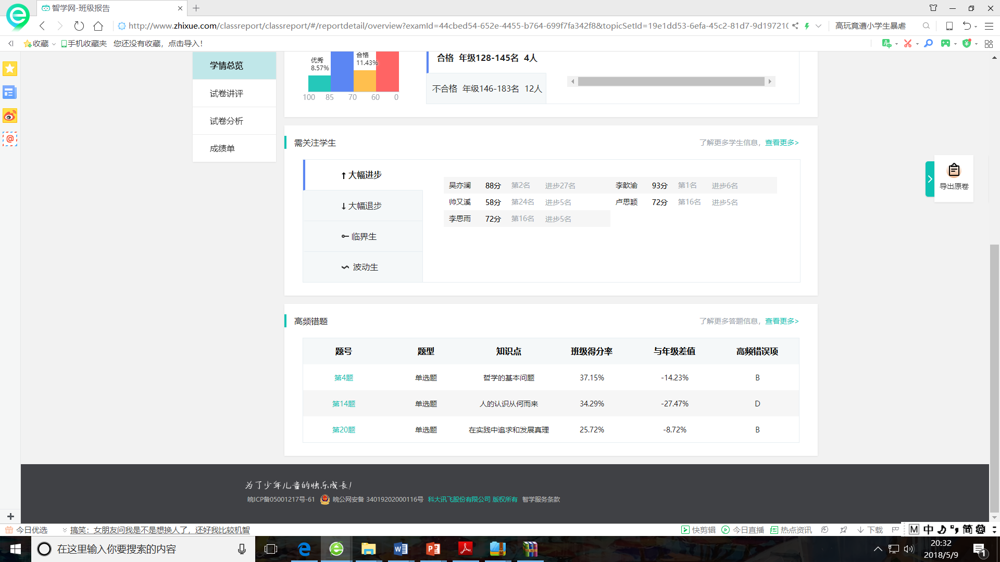 智学网-班级报告
http://www.zhixue.com/classreport/classreport/#/reportdetail/overview?examId=44cbed54-652e-4455-b764-699f7fa342f8&topicSetId=19e1dd53-6efa-45c2-81d7-9d19721(
高玩竟遭小学生暴虐
收藏 手机收藏夹 您还没有收藏，点击导入！
学情总览
试卷讲评
试卷分析
成绩单
优秀
8.57%
合格
11.43%
100 85 70 60 0
合格 年级128-145名 4人
不合格 年级146-183名 12人
需关注学生
了解更多学生信息，查看更多>
大幅进步
大幅退步
临界生
波动生
吴亦澜 88分 第2名 进步27名 李歆渝 93分 第1名 进步6名
帅又溪 58分 第24名 进步5名 卢思颖 72分 第16名 进步5名
李思雨 72分 第16名 进步5名
导出原卷
高频错题
了解更多答题信息，查看更多>
题号 题型 知识点 班级得分率 与年级差值 高频错误项
第4题 单选题 哲学的基本问题 37.15% -14.23% B
第14题 单选题 人的认识从何而来 34.29% -27.47% D
第20题 单选题 在实践中追求和发展真理 25.72% -8.72% B
为了少年儿童的快乐成长!
皖ICP备05001217号-61 皖公网安备 34019202000116号 科大讯飞股份有限公司 版权所有 智学服务条款
今日优选 搞笑：女朋友问我是不是想换人了，还好我比较机智
快剪辑 今日直播 热点资讯 下载
M 中 简
在这里输入你要搜索的内容
20:32
2018/5/9
1